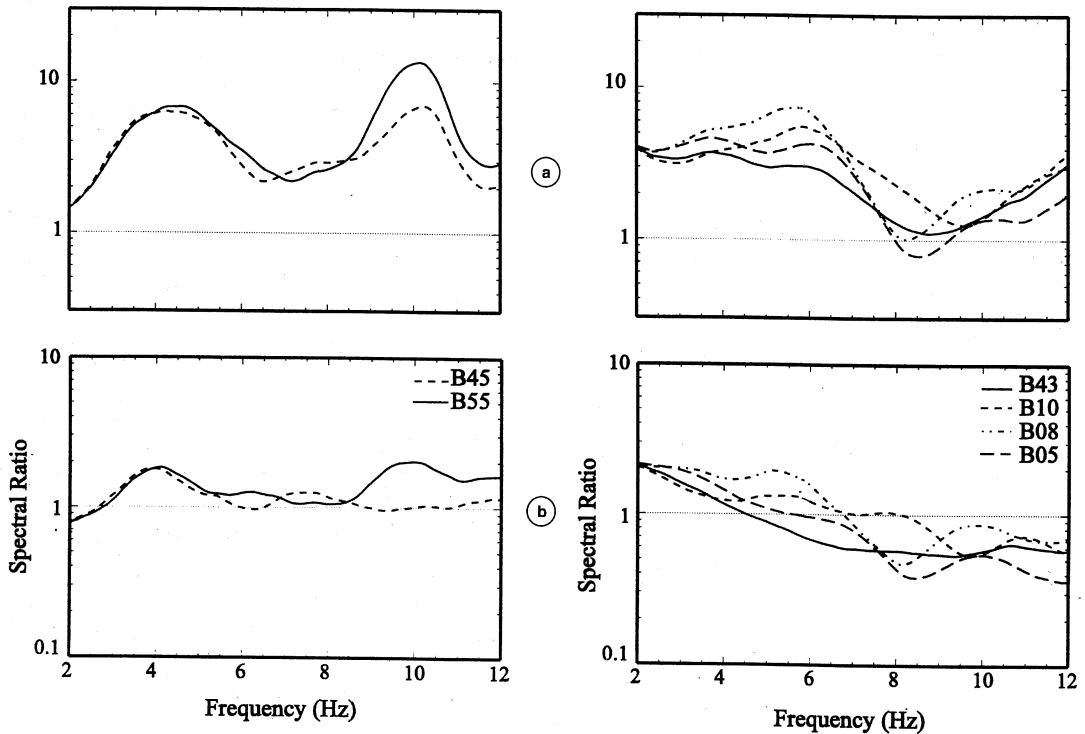 10
1
a
10
1
10
B45
B55
Spectral Ratio
1
b
0.1
2 4 6 8 10 12
Frequency (Hz)
10
B43
B10
B08
B05
Spectral Ratio
1
0.1
2 4 6 8 10 12
Frequency (Hz)